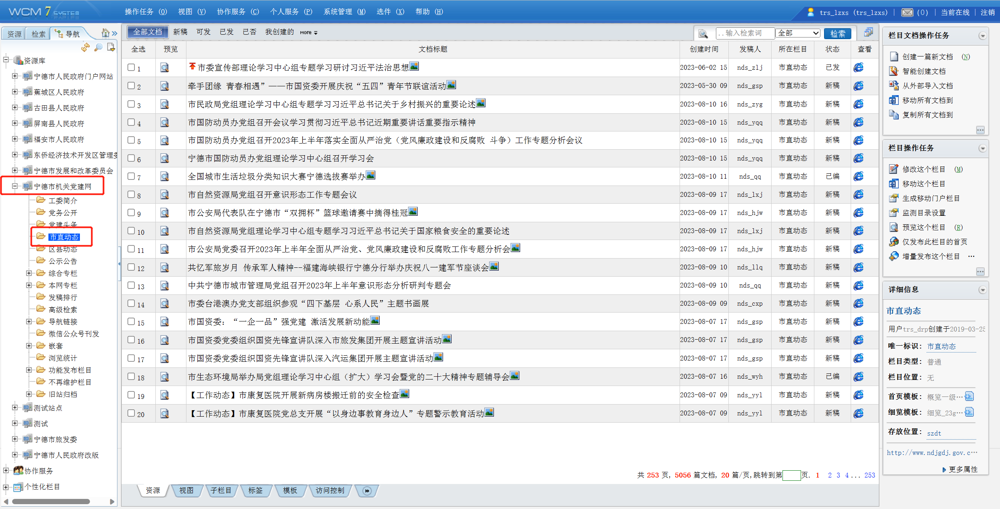 WCM 7 SYSTEM
操作任务 (O) 视图 (V) 协作服务 (C) 个人服务 (P) 系统管理 (M) 选件 (X) 帮助 (H)
trs_lzxs (trs_lzxs) | (0) | 当前在线 | 注销
资源 检索 导航
资源库
宁德市人民政府门户网站
蕉城区人民政府
古田县人民政府
屏南县人民政府
福安市人民政府
东侨经济技术开发区管理委
宁德市发展和改革委员会
宁德市机关党建网
工委简介
党务公开
党建头条
市直动态
区县动态
公示公告
综合专栏
本网专栏
发稿排行
高级检索
导航链接
微信公众号刊发
嵌套
浏览统计
功能发布栏目
不再维护栏目
旧站归档
测试站点
测试
宁德市旅发委
宁德市人民政府改版
协作服务
个性化栏目
全部文档 新稿 可发 已发 已否 我创建的 More
..输入检索词 全部 检索
全选 预览 文档标题 创建时间 发稿人 所在栏目 状态 查看
1 市委宣传部理论学习中心组专题学习研讨习近平法治思想 2023-06-02 15 nds_zlj 市直动态 已发
2 牵手团缘 青春相遇”——市国资委开展庆祝“五四”青年节联谊活动 2023-05-30 09 nds_gsp 市直动态 新稿
3 市民政局党组理论学习中心组专题学习习近平总书记关于乡村振兴的重要论述 2023-08-10 16 nds_zyg 市直动态 新稿
4 市国防动员办党组召开会议学习贯彻习近平总书记近期重要讲话重要指示精神 2023-08-10 15 nds_yqq 市直动态 新稿
5 市国防动员办党组召开2023年上半年落实全面从严治党（党风廉政建设和反腐败 斗争）工作专题分析会议 2023-08-10 15 nds_yqq 市直动态 新稿
6 宁德市国防动员办党组理论学习中心组召开学习会 2023-08-10 15 nds_yqq 市直动态 新稿
7 全国城市生活垃圾分类知识大赛宁德选拔赛举办 2023-08-10 11 nds_qq 市直动态 已编
8 市自然资源局党组召开意识形态工作专题会议 2023-08-09 17 nds_lxj 市直动态 新稿
9 市公安局代表队在宁德市“双拥杯”篮球邀请赛中摘得桂冠 2023-08-09 17 nds_hjw 市直动态 新稿
10 市自然资源局党组理论学习中心组专题学习习近平总书记关于国家粮食安全的重要论述 2023-08-09 17 nds_lxj 市直动态 新稿
11 市公安局党委召开2023年上半年全面从严治党、党风廉政建设和反腐败工作专题分析会 2023-08-09 17 nds_hjw 市直动态 新稿
12 共忆军旅岁月 传承军人精神--福建海峡银行宁德分行举办庆祝八一建军节座谈会 2023-08-09 10 nds_llq 市直动态 新稿
13 中共宁德市城市管理局党组召开2023年上半年意识形态分析研判专题会 2023-08-09 10 nds_qq 市直动态 新稿
14 市委台港澳办党支部组织参观“四下基层 心系人民”主题书画展 2023-08-09 09 nds_cxp 市直动态 新稿
15 市国资委：“一企一品”强党建 激活发展新动能 2023-08-07 17 nds_gsp 市直动态 新稿
16 市国资委党委组织国资先锋宣讲队深入市旅发集团开展主题宣讲活动 2023-08-07 17 nds_gsp 市直动态 新稿
17 市国资委党委组织国资先锋宣讲队深入汽运集团开展主题宣讲活动 2023-08-07 17 nds_gsp 市直动态 新稿
18 市生态环境局举办局党组理论学习中心组（扩大）学习会暨党的二十大精神专题辅导会 2023-08-07 16 nds_wyh 市直动态 已编
19 【工作动态】市康复医院开展新病房楼搬迁前的安全检查 2023-08-07 09 nds_yyl 市直动态 新稿
20 【工作动态】市康复医院党总支开展“以身边事教育身边人”专题警示教育活动 2023-08-07 09 nds_yyl 市直动态 新稿
共 253 页, 5056 篇文档, 20 篇/页,跳转到第 页. 1 2 3 4 ... 253
资源 视图 子栏目 标签 模板 访问控制
栏目文档操作任务
创建一篇新文档 (N)
智能创建文档
从外部导入文档
移动所有文档到
复制所有文档到
栏目操作任务
修改这个栏目 (M)
移动这个栏目
生成移动门户栏目
监测目录设置
预览这个栏目 (R)
仅发布此栏目的首页
增量发布这个栏目 …
详细信息
市直动态
用户trs_drp创建于2019-03-25
唯一标识： 市直动态
栏目类型： 普通
栏目位置： 无
首页模板： 概览一级…
细览模板： 细览_23g…
存放位置： szdt
http://www.ndjgdj.gov.c…
更多属性